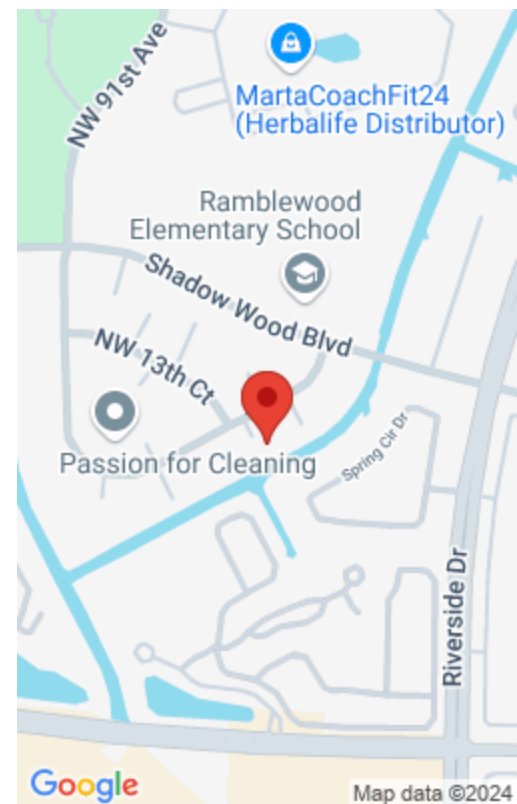 NW 91st Ave
MartaCoachFit24
(Herbalife Distributor)
Ramblewood
Elementary School
Shadow Wood Blvd
NW 13th Ct
Passion for Cleaning
Spring Cir Dr
Riverside Dr
Google
Map data ©2024